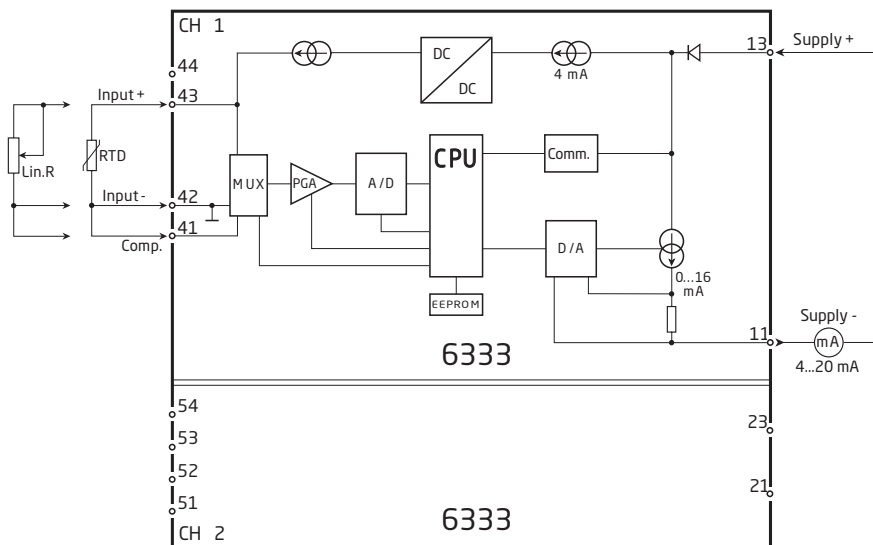 CH 1
44
43
Input +
Lin.R
RTD
Input -
42
41
Comp.
MUX
PGA
A/D
CPU
EEPROM
DC
DC
4 mA
Comm.
D/A
0...16
mA
13
Supply +
11
Supply -
mA
4...20 mA
6333
54
53
52
51
CH 2
23
21
6333